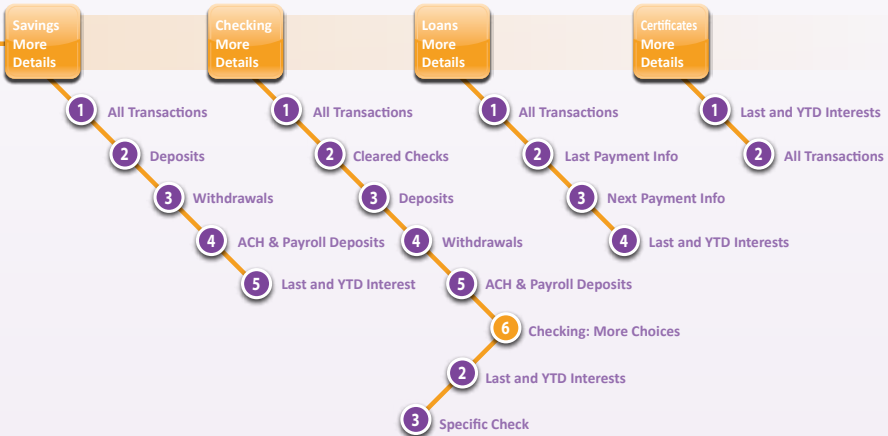 Savings
More
Details
1 All Transactions
2 Deposits
3 Withdrawals
4 ACH & Payroll Deposits
5 Last and YTD Interest
Checking
More
Details
1 All Transactions
2 Cleared Checks
3 Deposits
4 Withdrawals
5 ACH & Payroll Deposits
6 Checking: More Choices
2 Last and YTD Interests
3 Specific Check
Loans
More
Details
1 All Transactions
2 Last Payment Info
3 Next Payment Info
4 Last and YTD Interests
Certificates
More
Details
1 Last and YTD Interests
2 All Transactions